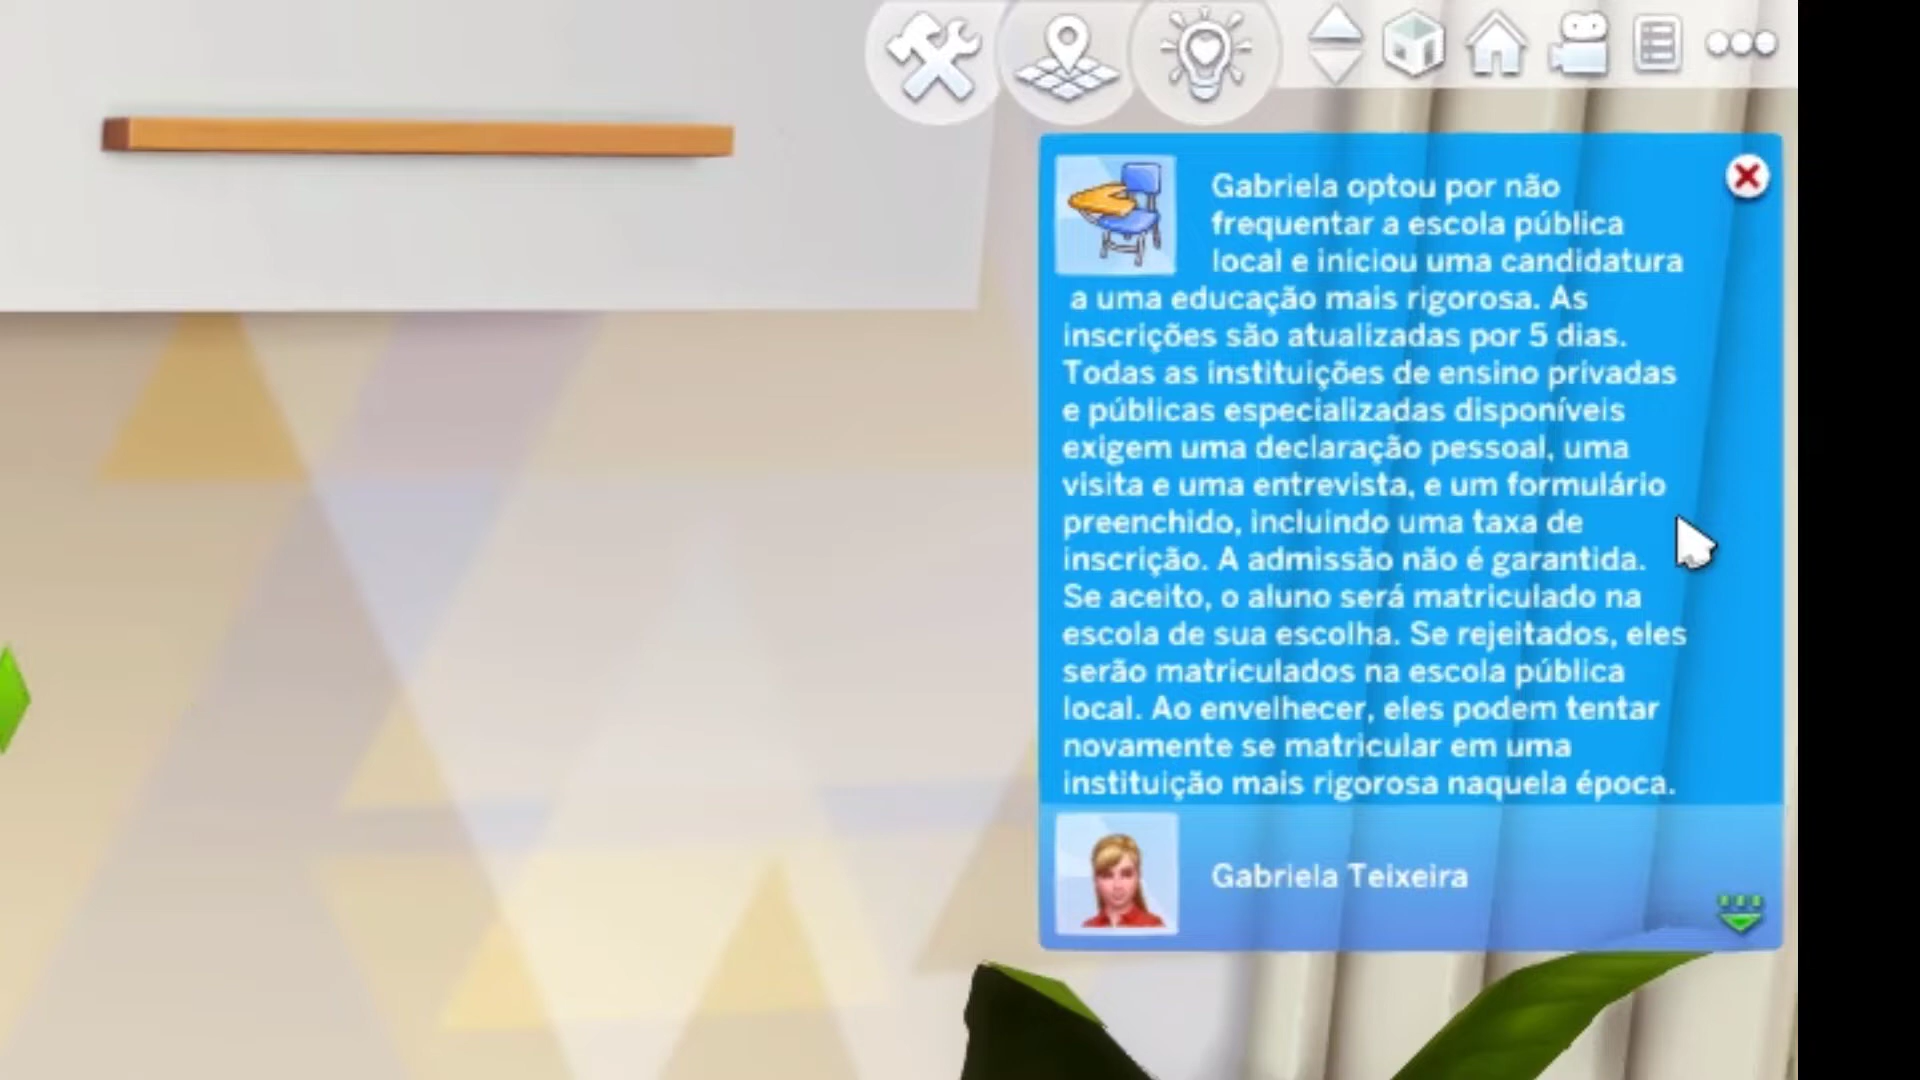 Gabriela optou por não
frequentar a escola pública
local e iniciou uma candidatura
a uma educação mais rigorosa. As
inscrições são atualizadas por 5 dias.
Todas as instituições de ensino privadas
e públicas especializadas disponíveis
exigem uma declaração pessoal, uma
visita e uma entrevista, e um formulário
preenchido, incluindo uma taxa de
inscrição. A admissão não é garantida.
Se aceito, o aluno será matriculado na
escola de sua escolha. Se rejeitados, eles
serão matriculados na escola pública
local. Ao envelhecer, eles podem tentar
novamente se matricular em uma
instituição mais rigorosa naquela época.
Gabriela Teixeira